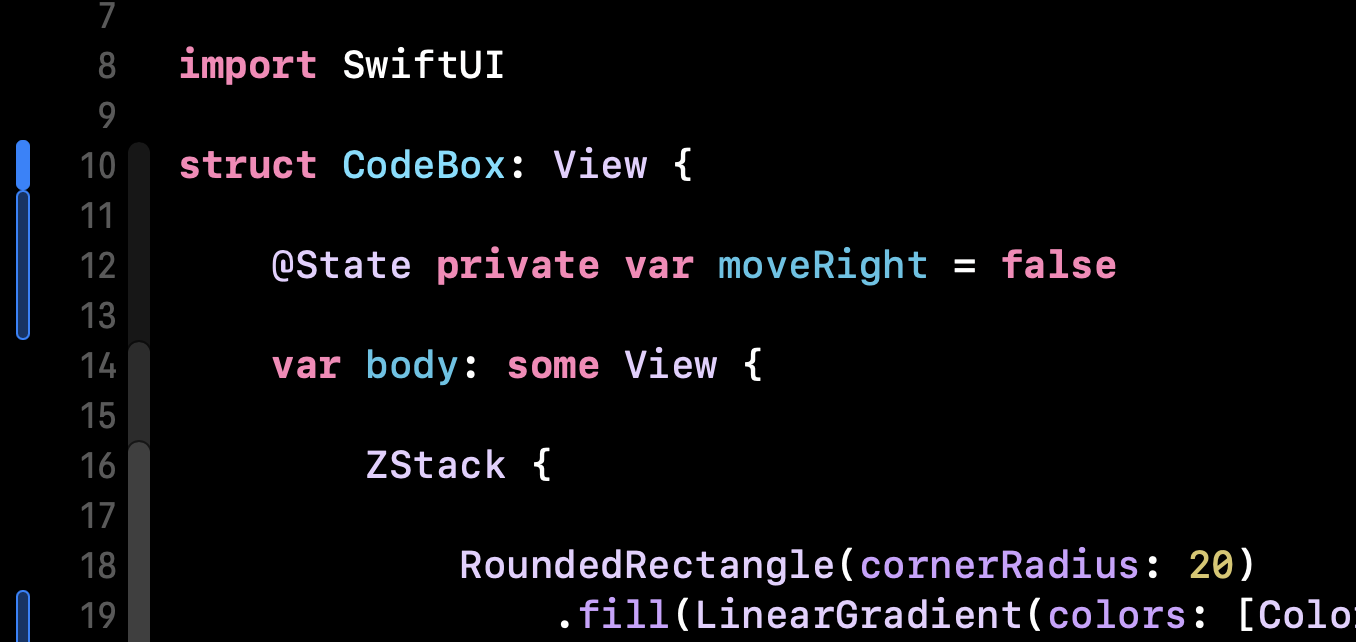 7
8 import SwiftUI
9
10 struct CodeBox: View {
11
12 @State private var moveRight = false
13
14 var body: some View {
15
16 ZStack {
17
18 RoundedRectangle(cornerRadius: 20)
19 .fill(LinearGradient(colors: [Colo